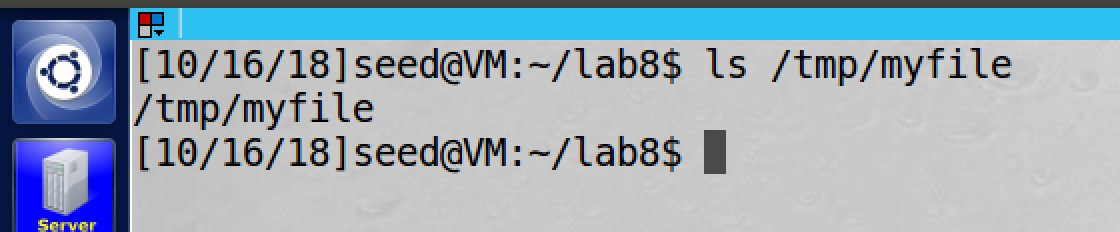 [10/16/18]seed@VM:~/lab8$ ls /tmp/myfile
/tmp/myfile
[10/16/18]seed@VM:~/lab8$
Server